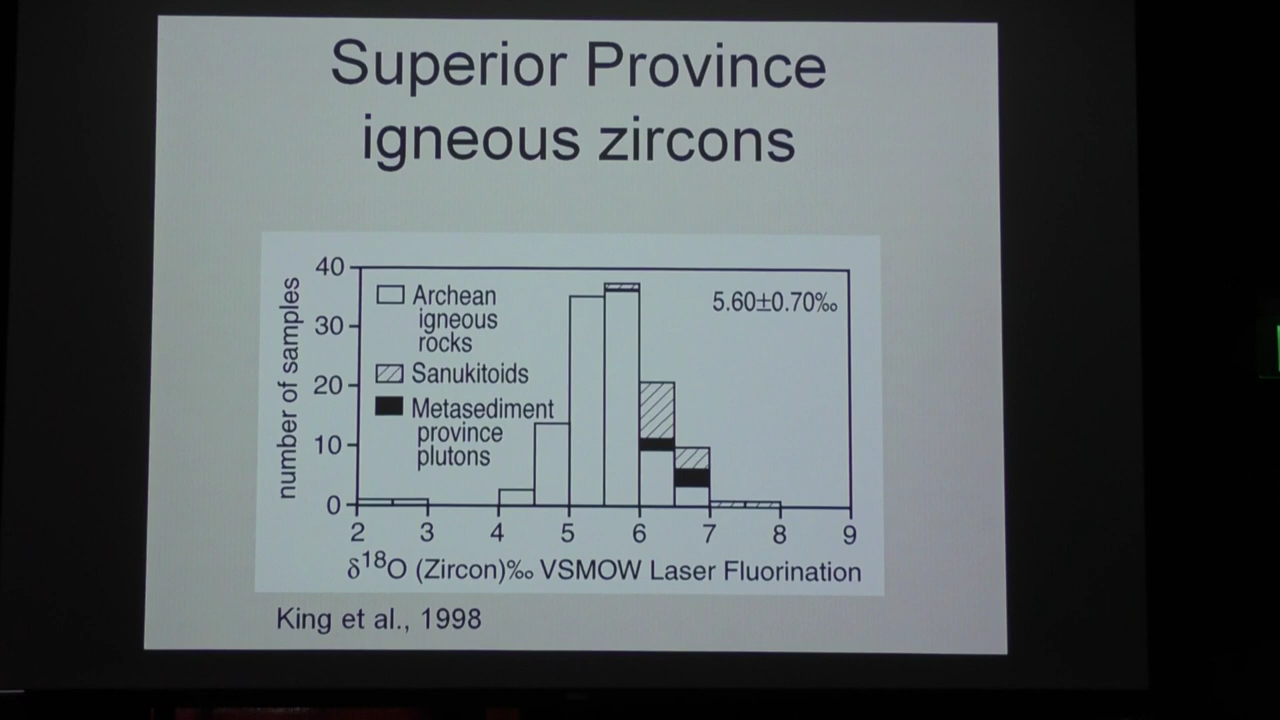 Superior Province
igneous zircons
40
30
20
10
0
number of samples
Archean
igneous
rocks
Sanukitoids
Metasediment
province
plutons
5.60±0.70‰
2 3 4 5 6 7 8 9
δ18O (Zircon)‰ VSMOW Laser Fluorination
King et al., 1998